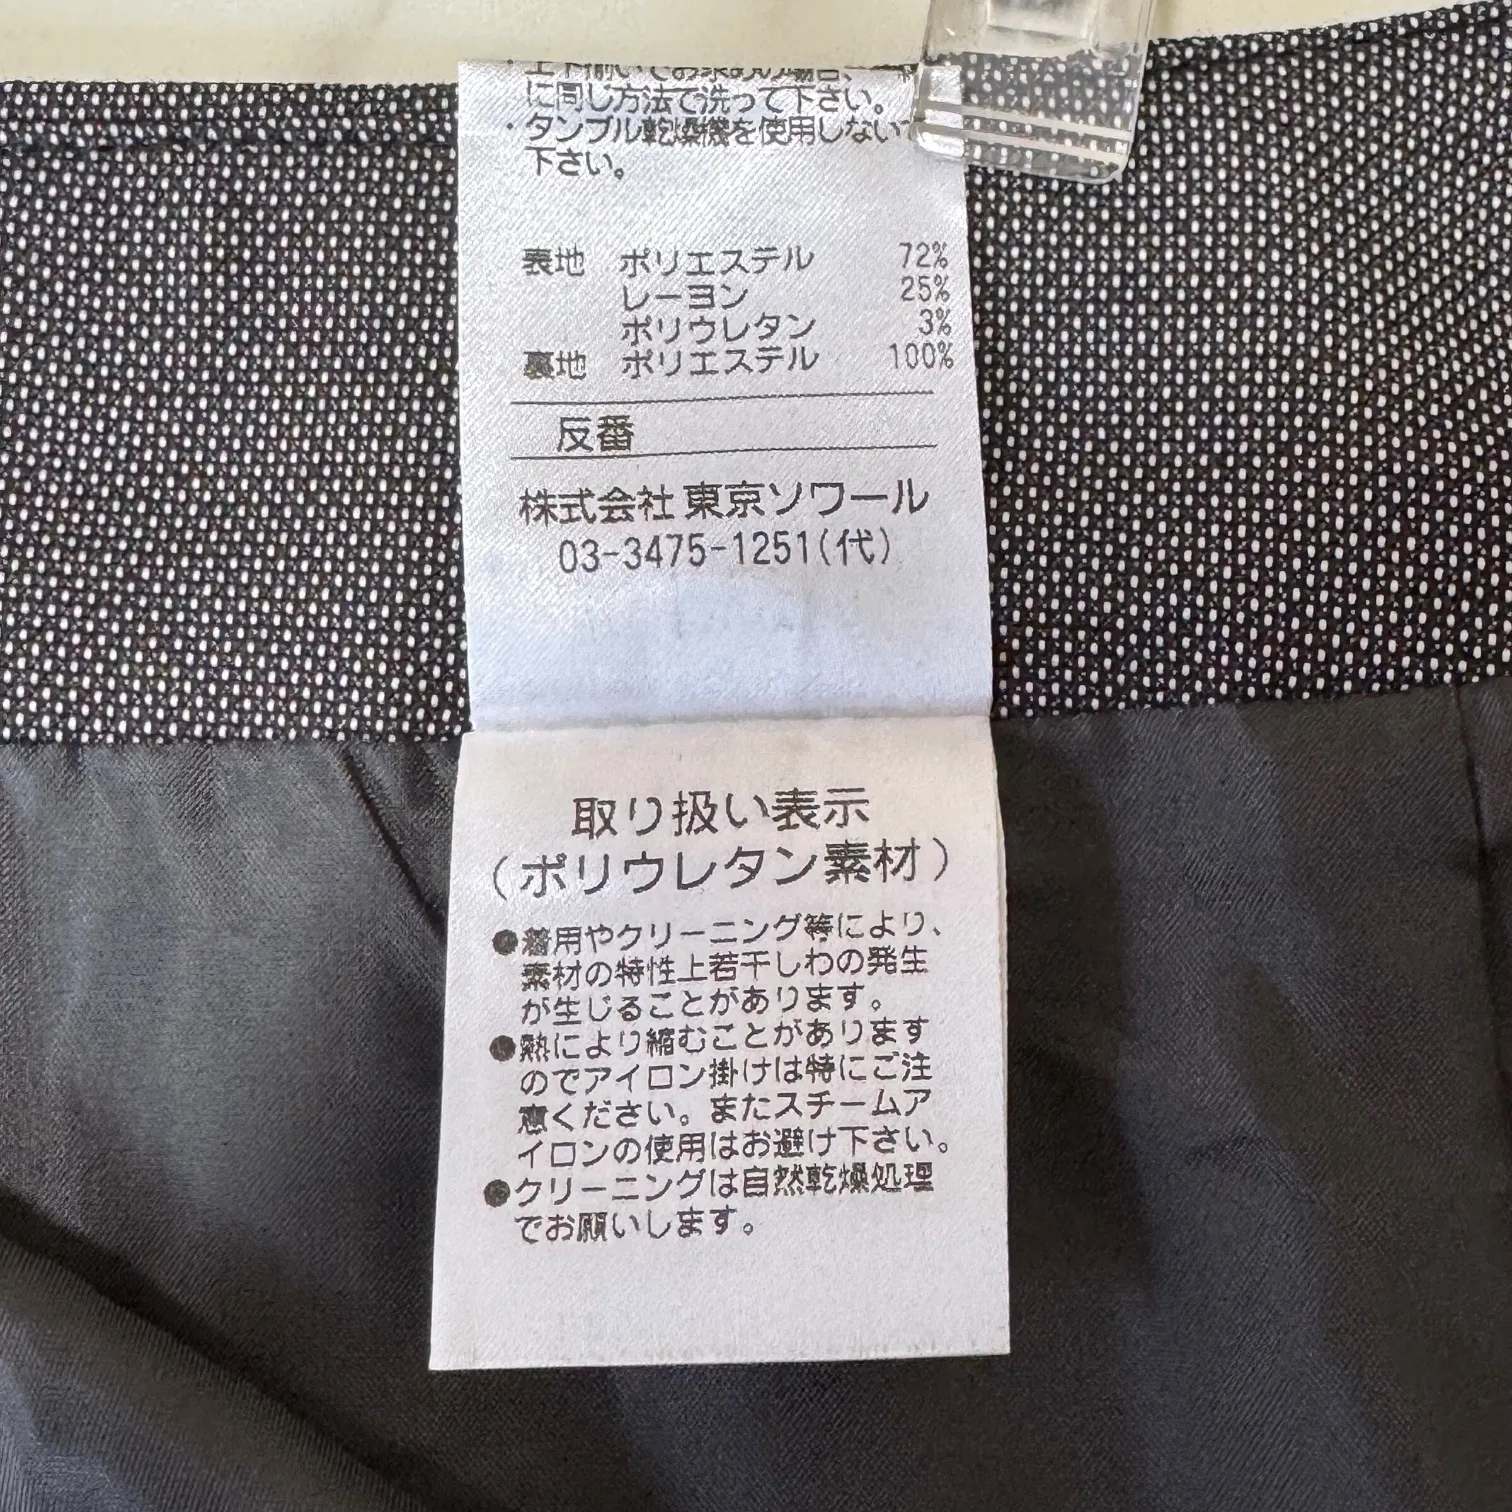 ・上下揃いでお求めの場合、
に同じ方法で洗って下さい。
・タンブル乾燥機を使用しない
下さい。
表地 ポリエステル 72%
レーヨン 25%
ポリウレタン 3%
裏地 ポリエステル 100%
反番
株式会社 東京ソワール
03-3475-1251(代)
取り扱い表示
(ポリウレタン素材)
●着用やクリーニング等により、
素材の特性上若干しわの発生
が生じることがあります。
●熱により縮むことがあります
のでアイロン掛けは特にご注
意ください。またスチームア
イロンの使用はお避け下さい。
●クリーニングは自然乾燥処理
でお願いします。